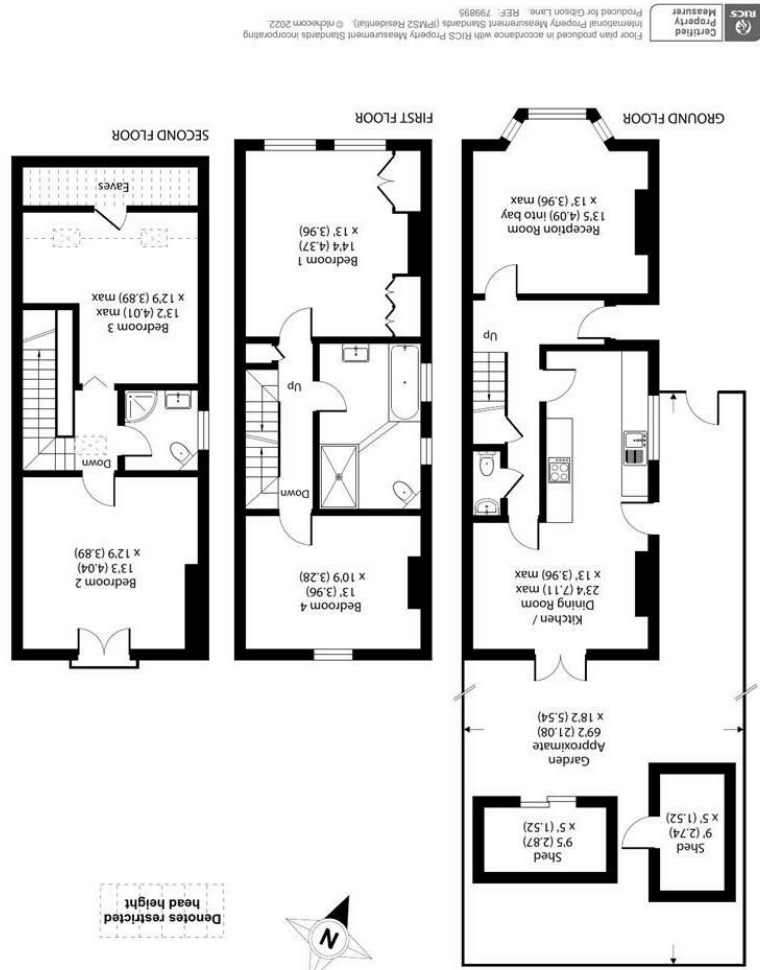 Denotes restricted
head height
N
Shed
9' (2.74)
x 5' (1.52)
Shed
9'5 (2.87)
x 5' (1.52)
Garden
Approximate
69'2 (21.08)
x 18'2 (5.54)
Kitchen /
Dining Room
23'4 (7.11) max
x 13' (3.96) max
Up
Reception Room
13'5 (4.09) into bay
x 13' (3.96) max
GROUND FLOOR
Bedroom 4
13' (3.96)
x 10'9 (3.28)
Down
Up
Bedroom 1
14'4 (4.37)
x 13' (3.96)
FIRST FLOOR
Bedroom 2
13'3 (4.04)
x 12'9 (3.89)
Down
Bedroom 3
13'2 (4.01) max
x 12'9 (3.89) max
Eaves
SECOND FLOOR
RICS
Certified
Property
Measurer
Floor plan produced in accordance with RICS Property Measurement Standards incorporating
International Property Measurement Standards (IPMS2 Residential). © nichecom 2022.
Produced for Gibson Lane. REF: 799895